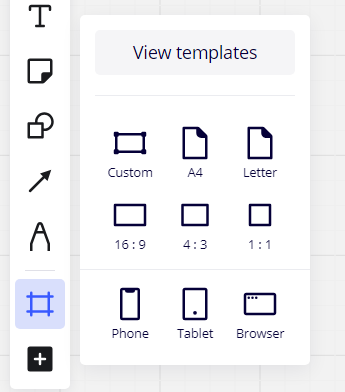 View templates
Custom A4 Letter
16 : 9 4 : 3 1 : 1
Phone Tablet Browser